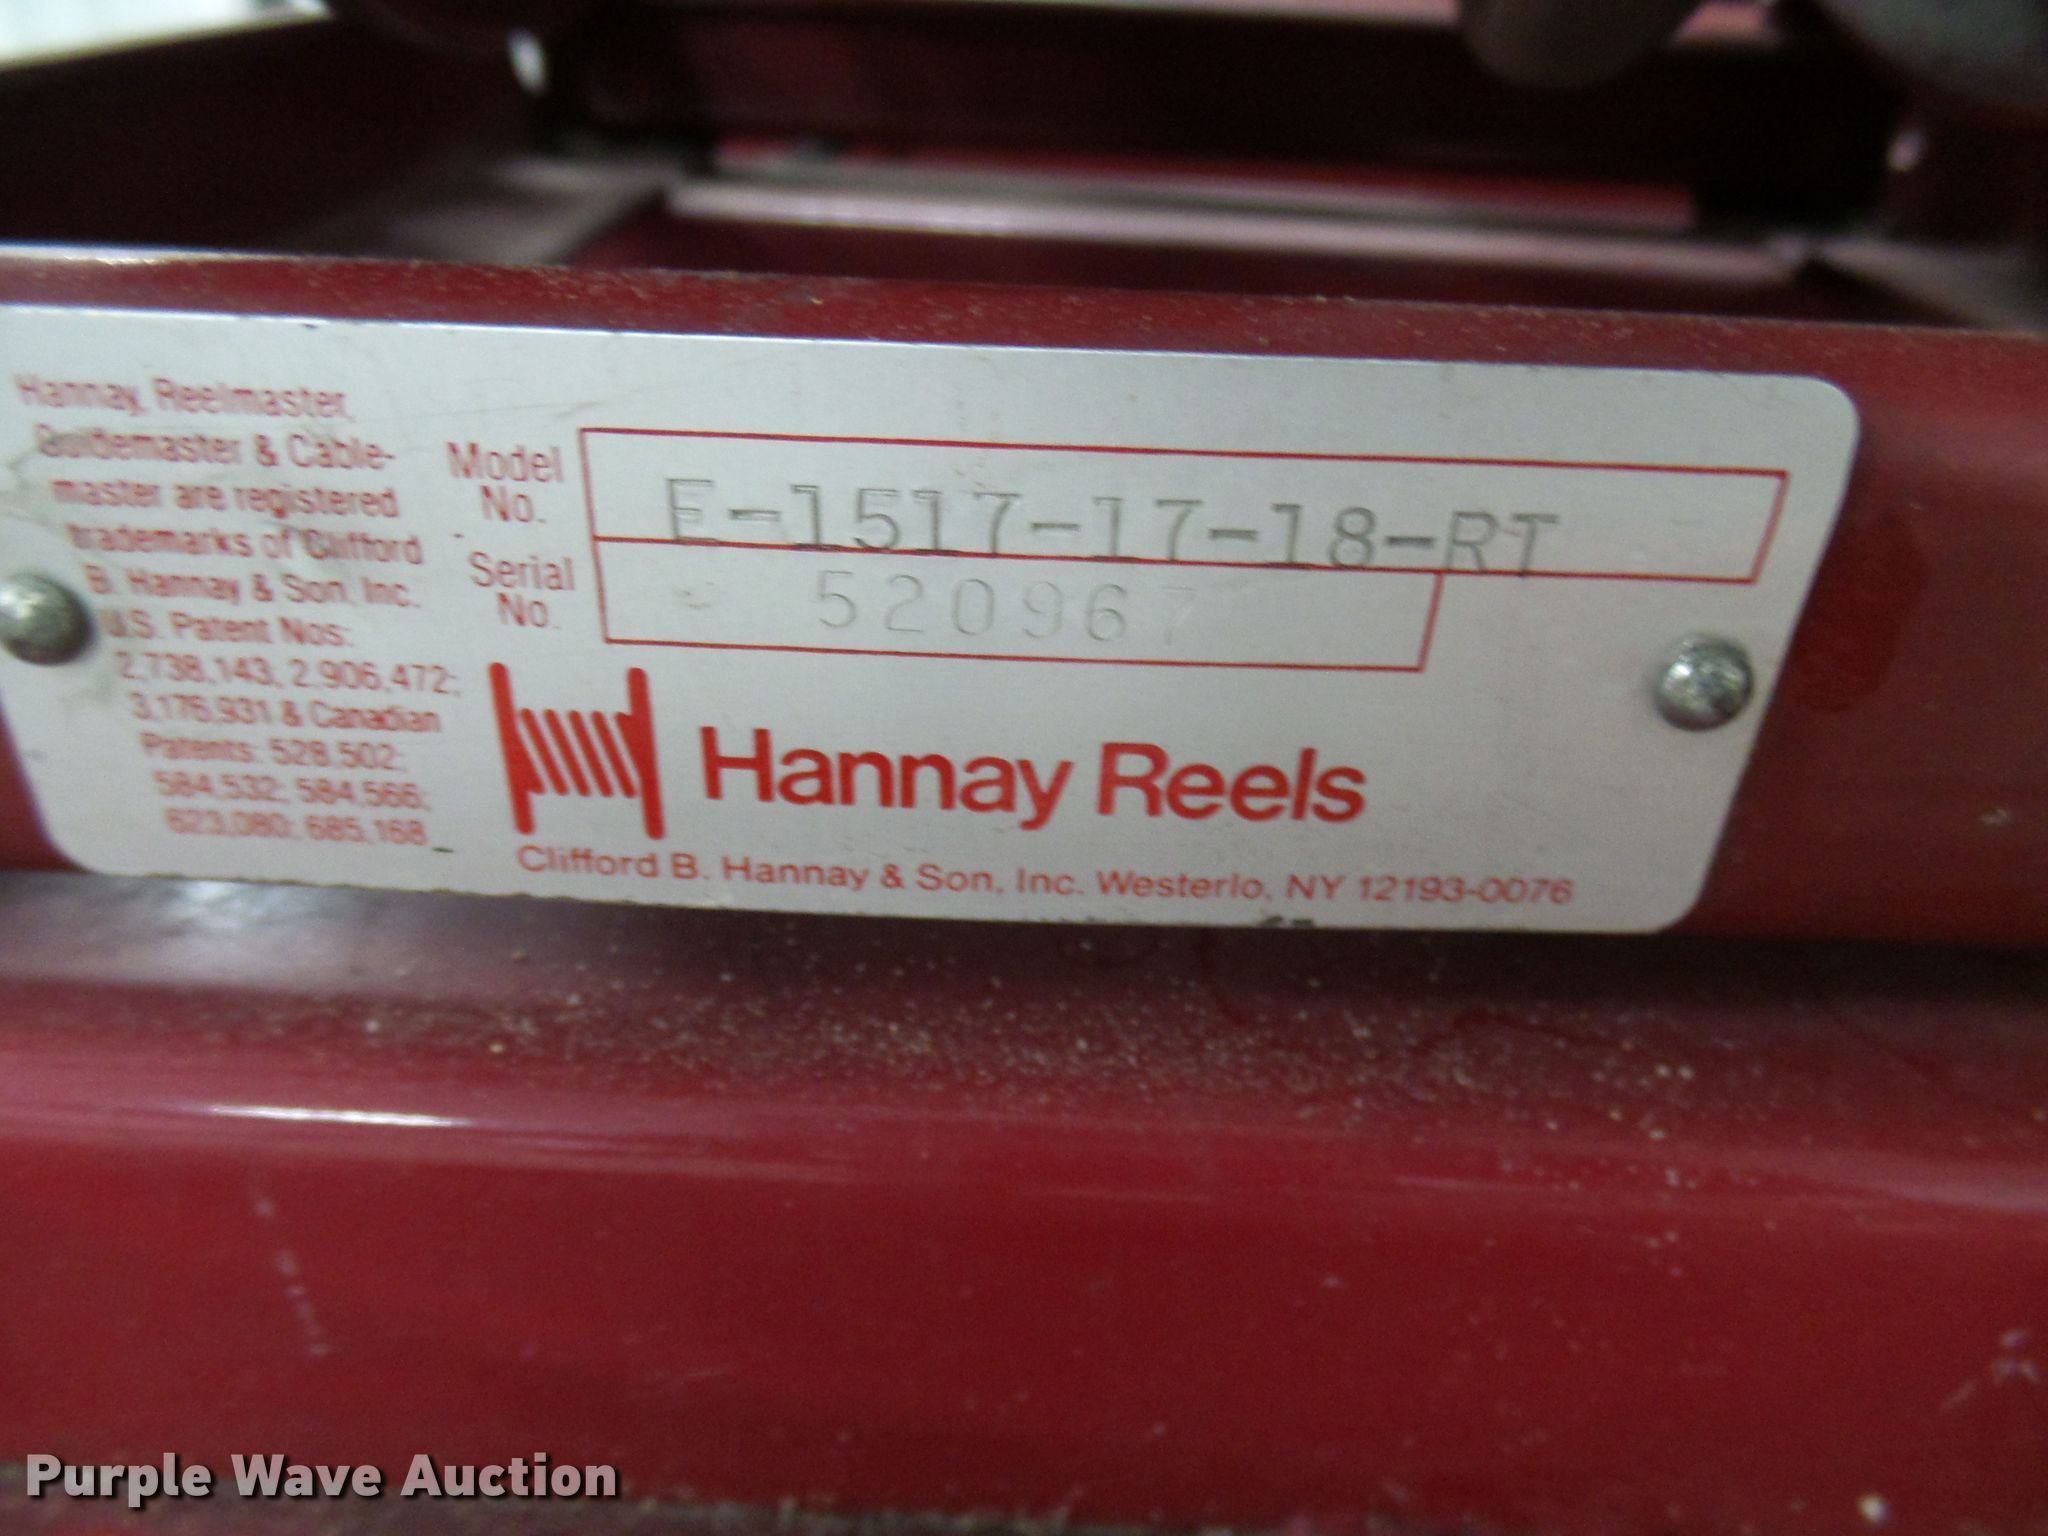 Hannay, Reelmaster,
Guidemaster & Cable-
master are registered
trademarks of Clifford
B. Hannay & Son, Inc.
U.S. Patent Nos:
2,738,143; 2,906,472;
3,176,931 & Canadian
Patents: 528,502;
584,532; 584,566;
623,080; 685,168
Model
No.
E-1517-17-18-RT
Serial
No.
520967
Hannay Reels
Clifford B. Hannay & Son, Inc. Westerlo, NY 12193-0076
Purple Wave Auction